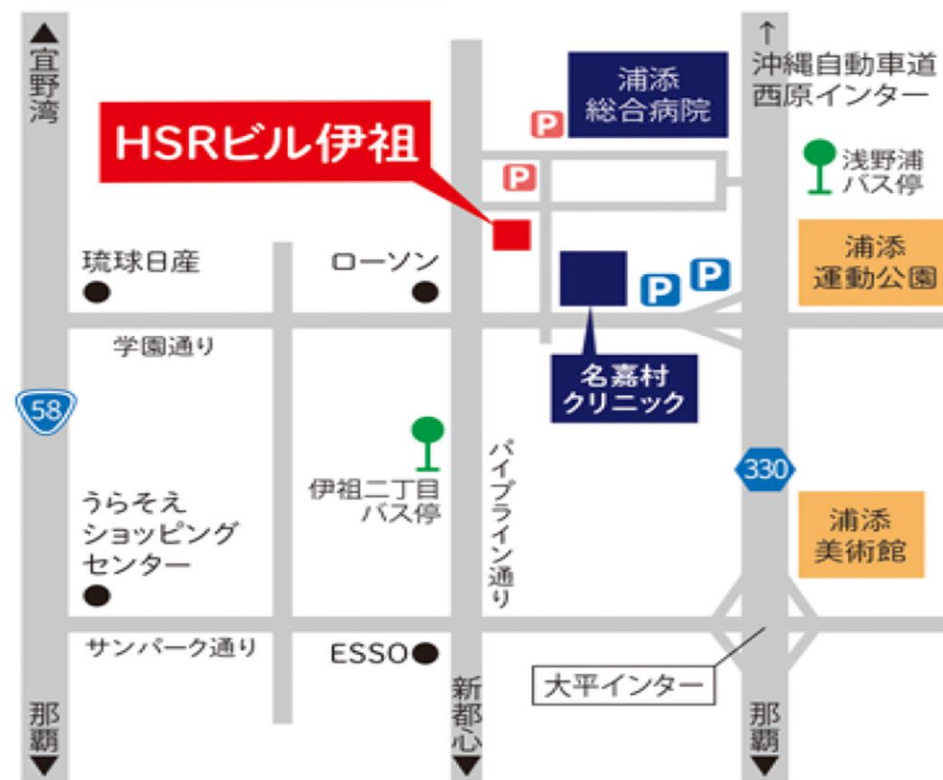 ▲
宜野湾
HSRビル伊祖
浦添
総合病院
↑
沖縄自動車道
西原インター
P
P
浅野浦
バス停
浦添
運動公園
琉球日産
ローソン
P
P
学園通り
名嘉村
クリニック
58
伊祖二丁目
バス停
パイプライン通り
330
うらそえ
ショッピング
センター
浦添
美術館
サンパーク通り
ESSO
大平インター
那覇
▼
新都心
▼
那覇
▼